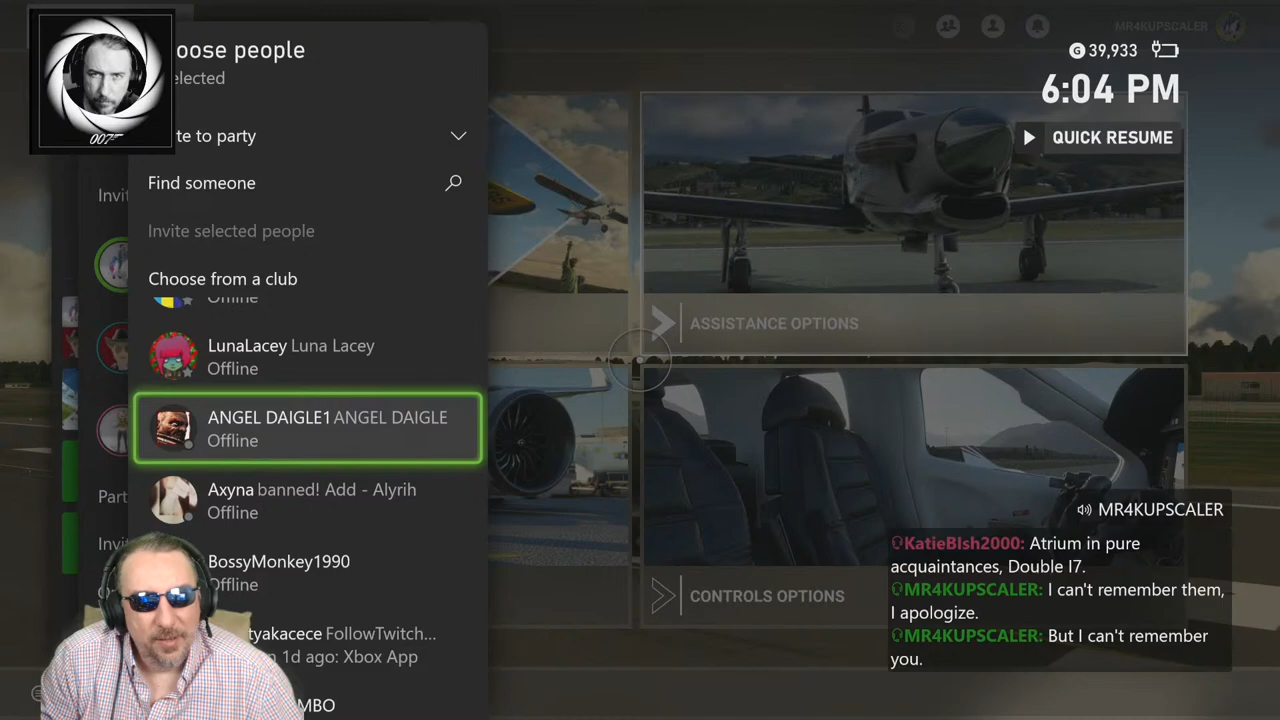 oose people
elected
te to party
Find someone
Invite selected people
Choose from a club
Offline
LunaLacey Luna Lacey
Offline
ANGEL DAIGLE1 ANGEL DAIGLE
Offline
Axyna banned! Add - Alyrih
Offline
BossyMonkey1990
Offline
tyakacece FollowTwitch...
n 1d ago: Xbox App
MBO
Invi
Part
Invi
007
MR4KUPSCALER
G 39,933
6:04 PM
QUICK RESUME
ASSISTANCE OPTIONS
CONTROLS OPTIONS
MR4KUPSCALER
KatieBlsh2000: Atrium in pure
acquaintances, Double I7.
MR4KUPSCALER: I can't remember them,
I apologize.
MR4KUPSCALER: But I can't remember
you.